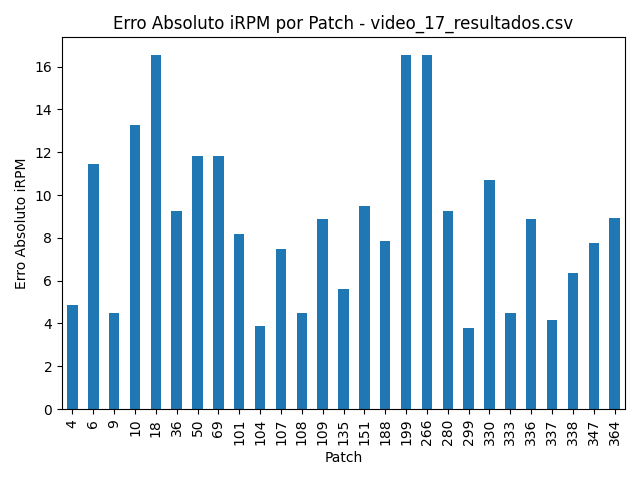 Erro Absoluto iRPM por Patch - video_17_resultados.csv
Erro Absoluto iRPM
16
14
12
10
8
6
4
2
0
4 6 9 10 18 36 50 69 101 104 107 108 109 135 151 188 199 266 280 299 330 333 336 337 338 347 364
Patch